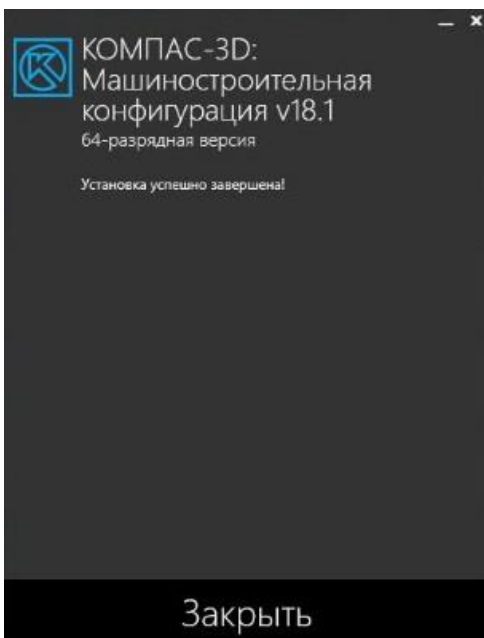 КОМПАС-3D:
Машиностроительная
конфигурация v18.1
64-разрядная версия
Установка успешно завершена!
Закрыть